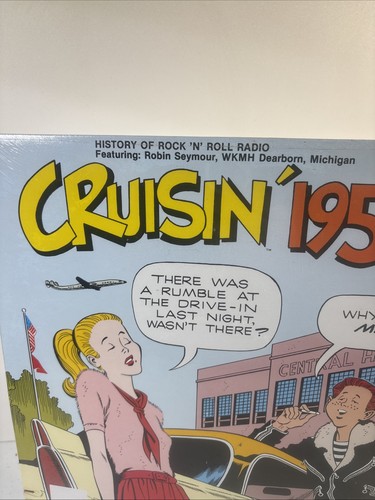 HISTORY OF ROCK 'N' ROLL RADIO
Featuring: Robin Seymour, WKMH Dearborn, Michigan
CRUISIN' 195
THERE WAS
A RUMBLE AT
THE DRIVE-IN
LAST NIGHT,
WASN'T THERE?
WHY
CENTRAL H